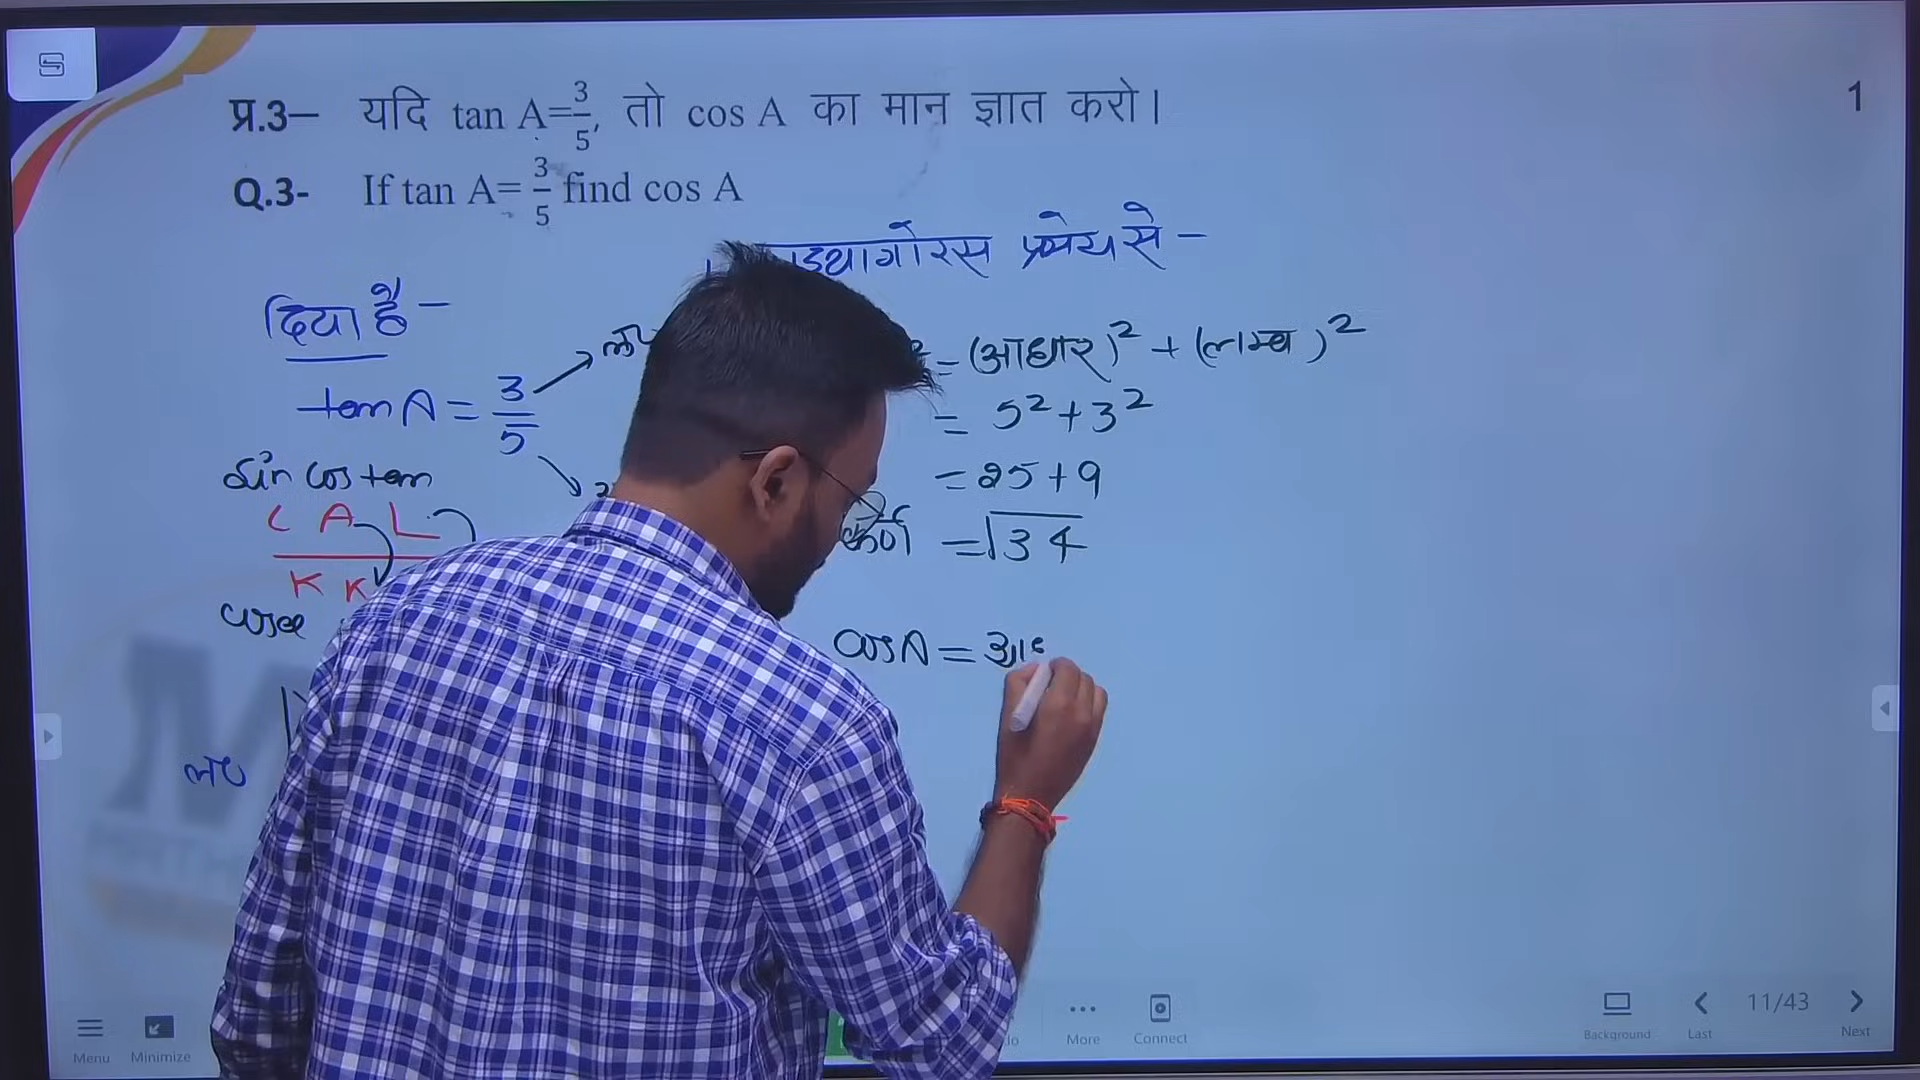 प्र.3– यदि tan A=3/5, तो cos A का मान ज्ञात करो।
1
Q.3- If tan A= 3/5 find cos A
प्रमेय से –
दिया है –
= (आधार)² + (लम्ब)²
tan A = 3/5
= 5² + 3²
sin cos tan
= 25 + 9
L A L
कर्ण = √34
K K
cosec
cos A =
लम्ब
Menu
Minimize
More
Connect
Background
Last
11/43
Next